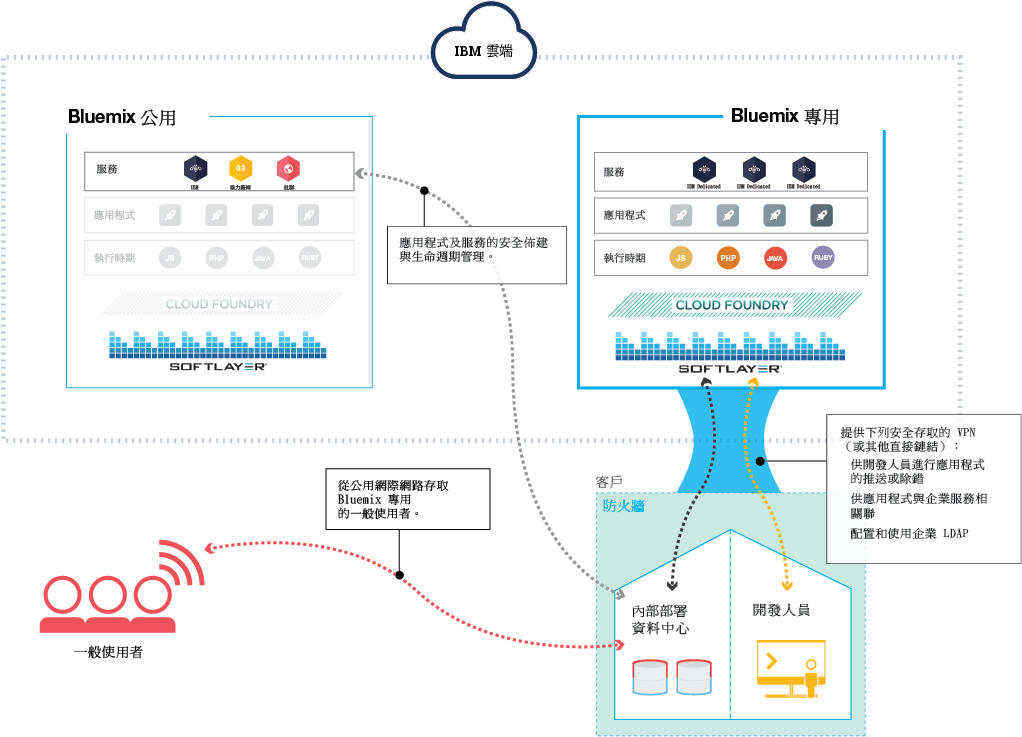 IBM 雲端
Bluemix 公用
服務
IBM
協力廠商
社群
應用程式
執行時期
JS
PHP
JAVA
RUBY
CLOUD FOUNDRY
SOFTLAYER
Bluemix 專用
服務
IBM Dedicated
IBM Dedicated
IBM Dedicated
應用程式
執行時期
JS
PHP
JAVA
RUBY
CLOUD FOUNDRY
SOFTLAYER
應用程式及服務的安全佈建
與生命週期管理。
提供下列安全存取的 VPN
（或其他直接鏈結）：
供開發人員進行應用程式
的推送或除錯
供應用程式與企業服務相
關聯
配置和使用企業 LDAP
從公用網際網路存取
Bluemix 專用
的一般使用者。
客戶
防火牆
內部部署
資料中心
開發人員
一般使用者